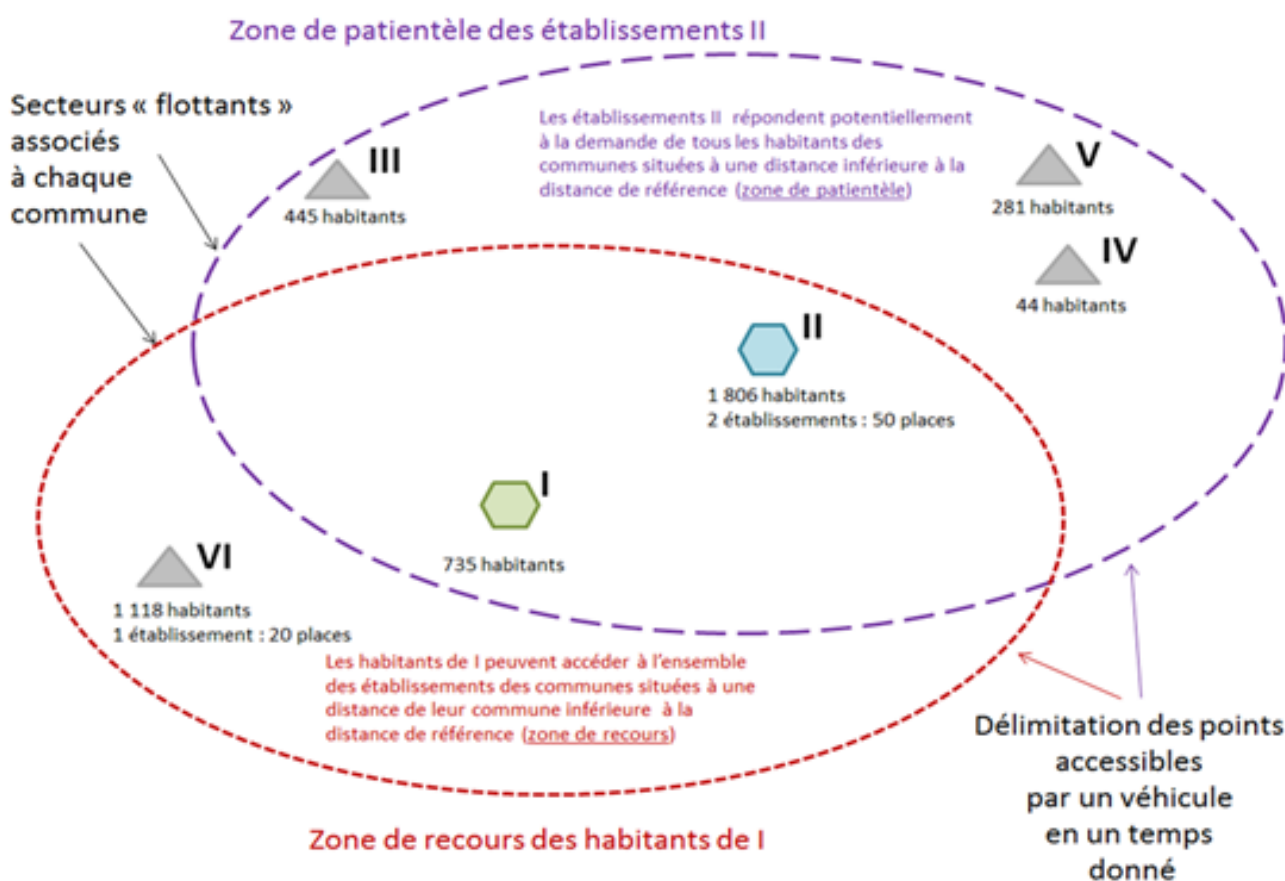 Zone de patientèle des établissements II
Secteurs « flottants »
associés
à chaque
commune
Les établissements II répondent potentiellement
à la demande de tous les habitants des
communes situées à une distance inférieure à la
distance de référence (zone de patientèle)
III
445 habitants
V
281 habitants
IV
44 habitants
II
1 806 habitants
2 établissements : 50 places
I
735 habitants
VI
1 118 habitants
1 établissement : 20 places
Les habitants de I peuvent accéder à l'ensemble
des établissements des communes situées à une
distance de leur commune inférieure à la
distance de référence (zone de recours)
Délimitation des points
accessibles
par un véhicule
en un temps
donné
Zone de recours des habitants de I